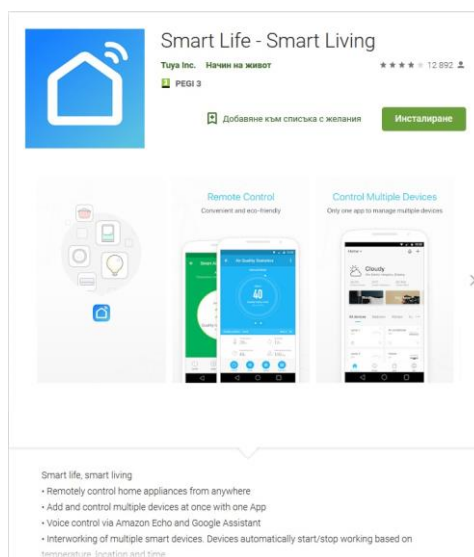 Smart Life - Smart Living
Tuya Inc. Начин на живот
12 892
PEGI 3
Добавяне към списъка с желания
Инсталиране
Remote Control
Convenient and eco-friendly
Control Multiple Devices
Only one app to manage multiple devices
Air Quality Statistics
40
Home
Cloudy
Smart life, smart living
• Remotely control home appliances from anywhere
• Add and control multiple devices at once with one App
• Voice control via Amazon Echo and Google Assistant
• Interworking of multiple smart devices. Devices automatically start/stop working based on
temperature, location and time.